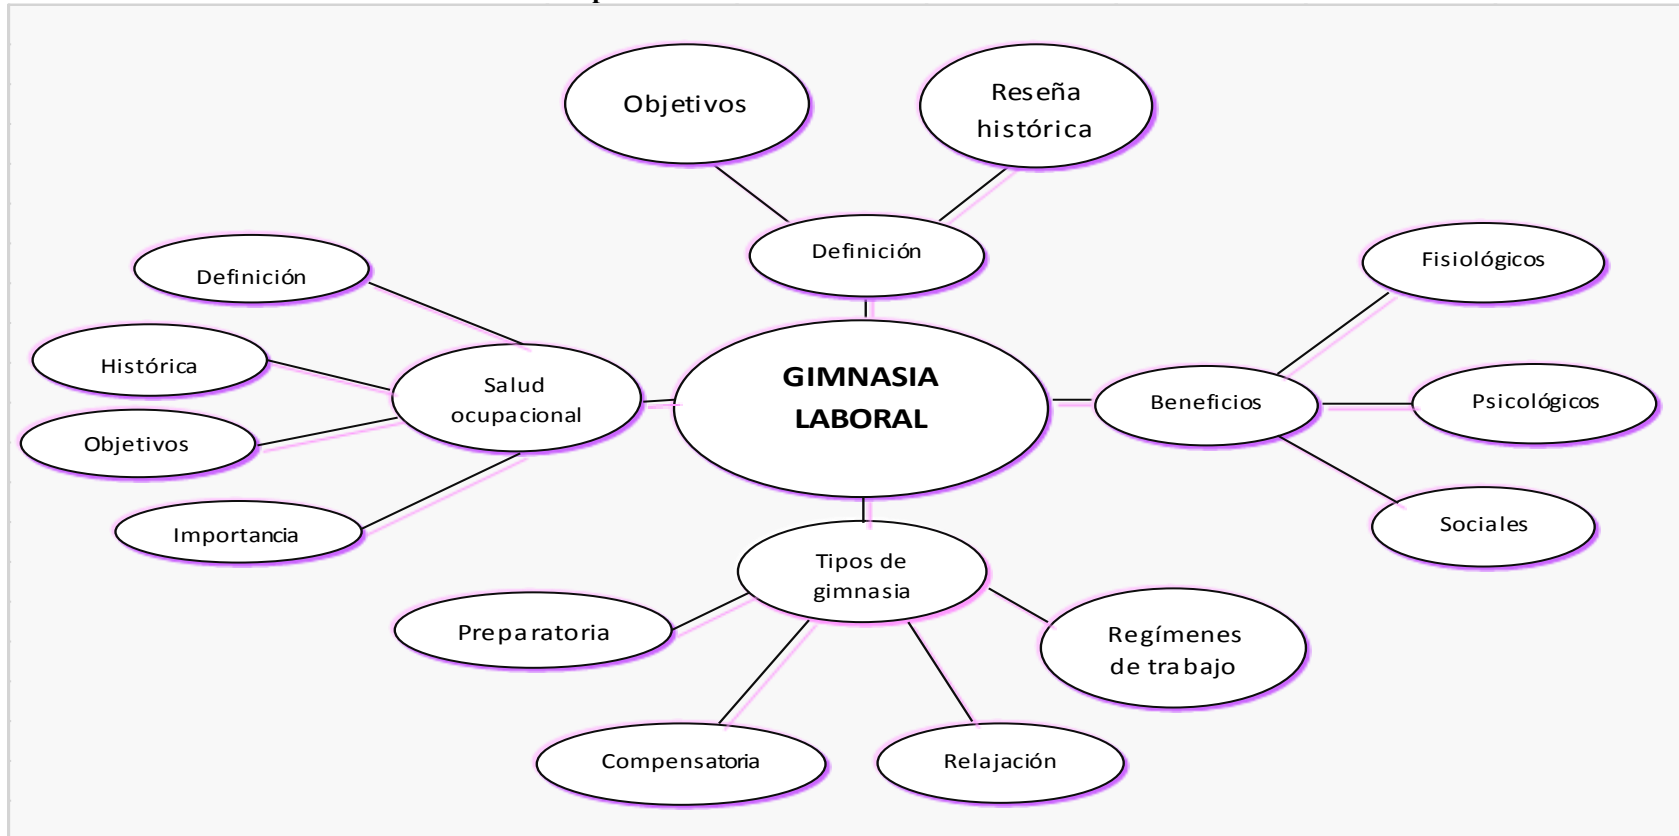 Objetivos
Reseña
histórica
Definición
Definición
Fisiológicos
Histórica
Salud
ocupacional
GIMNASIA
LABORAL
Beneficios
Psicológicos
Objetivos
Importancia
Sociales
Tipos de
gimnasia
Preparatoria
Regímenes
de trabajo
Compensatoria
Relajación